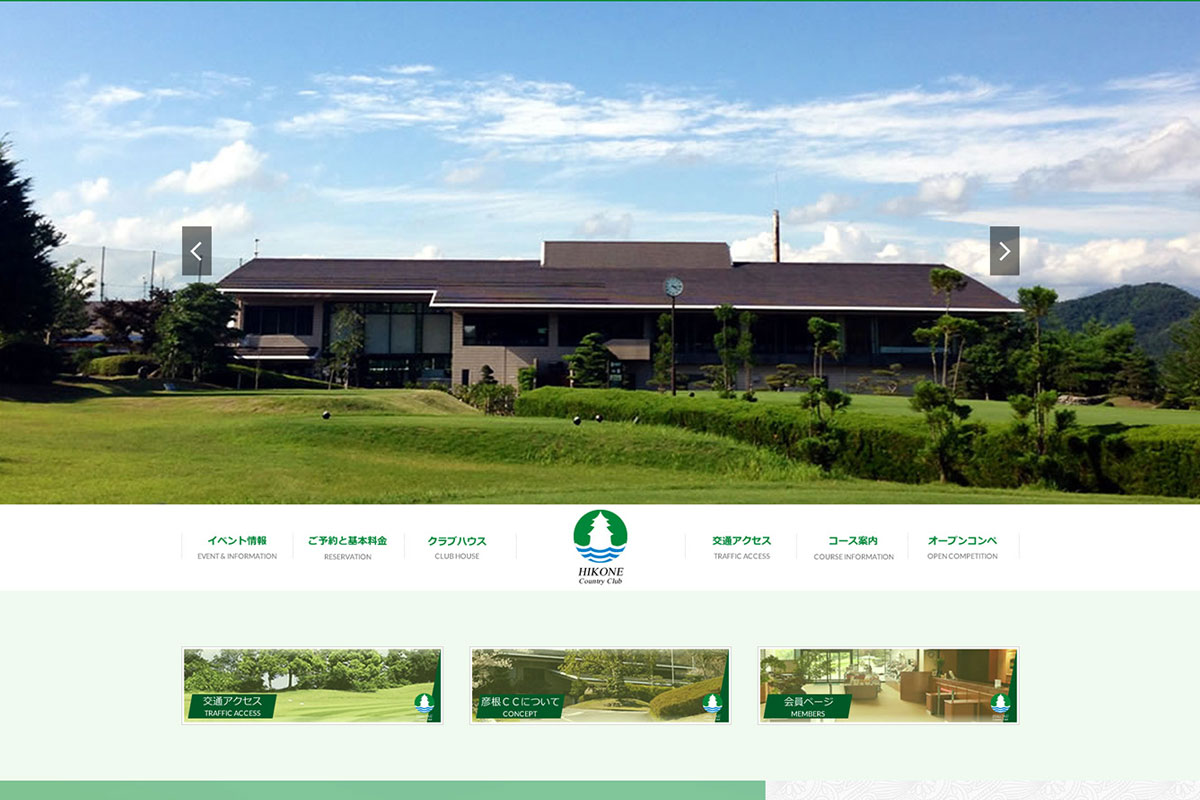 イベント情報
EVENT & INFORMATION
ご予約と基本料金
RESERVATION
クラブハウス
CLUB HOUSE
HIKONE
Country Club
交通アクセス
TRAFFIC ACCESS
コース案内
COURSE INFORMATION
オープンコンペ
OPEN COMPETITION
交通アクセス
TRAFFIC ACCESS
彦根ＣＣについて
CONCEPT
会員ページ
MEMBERS